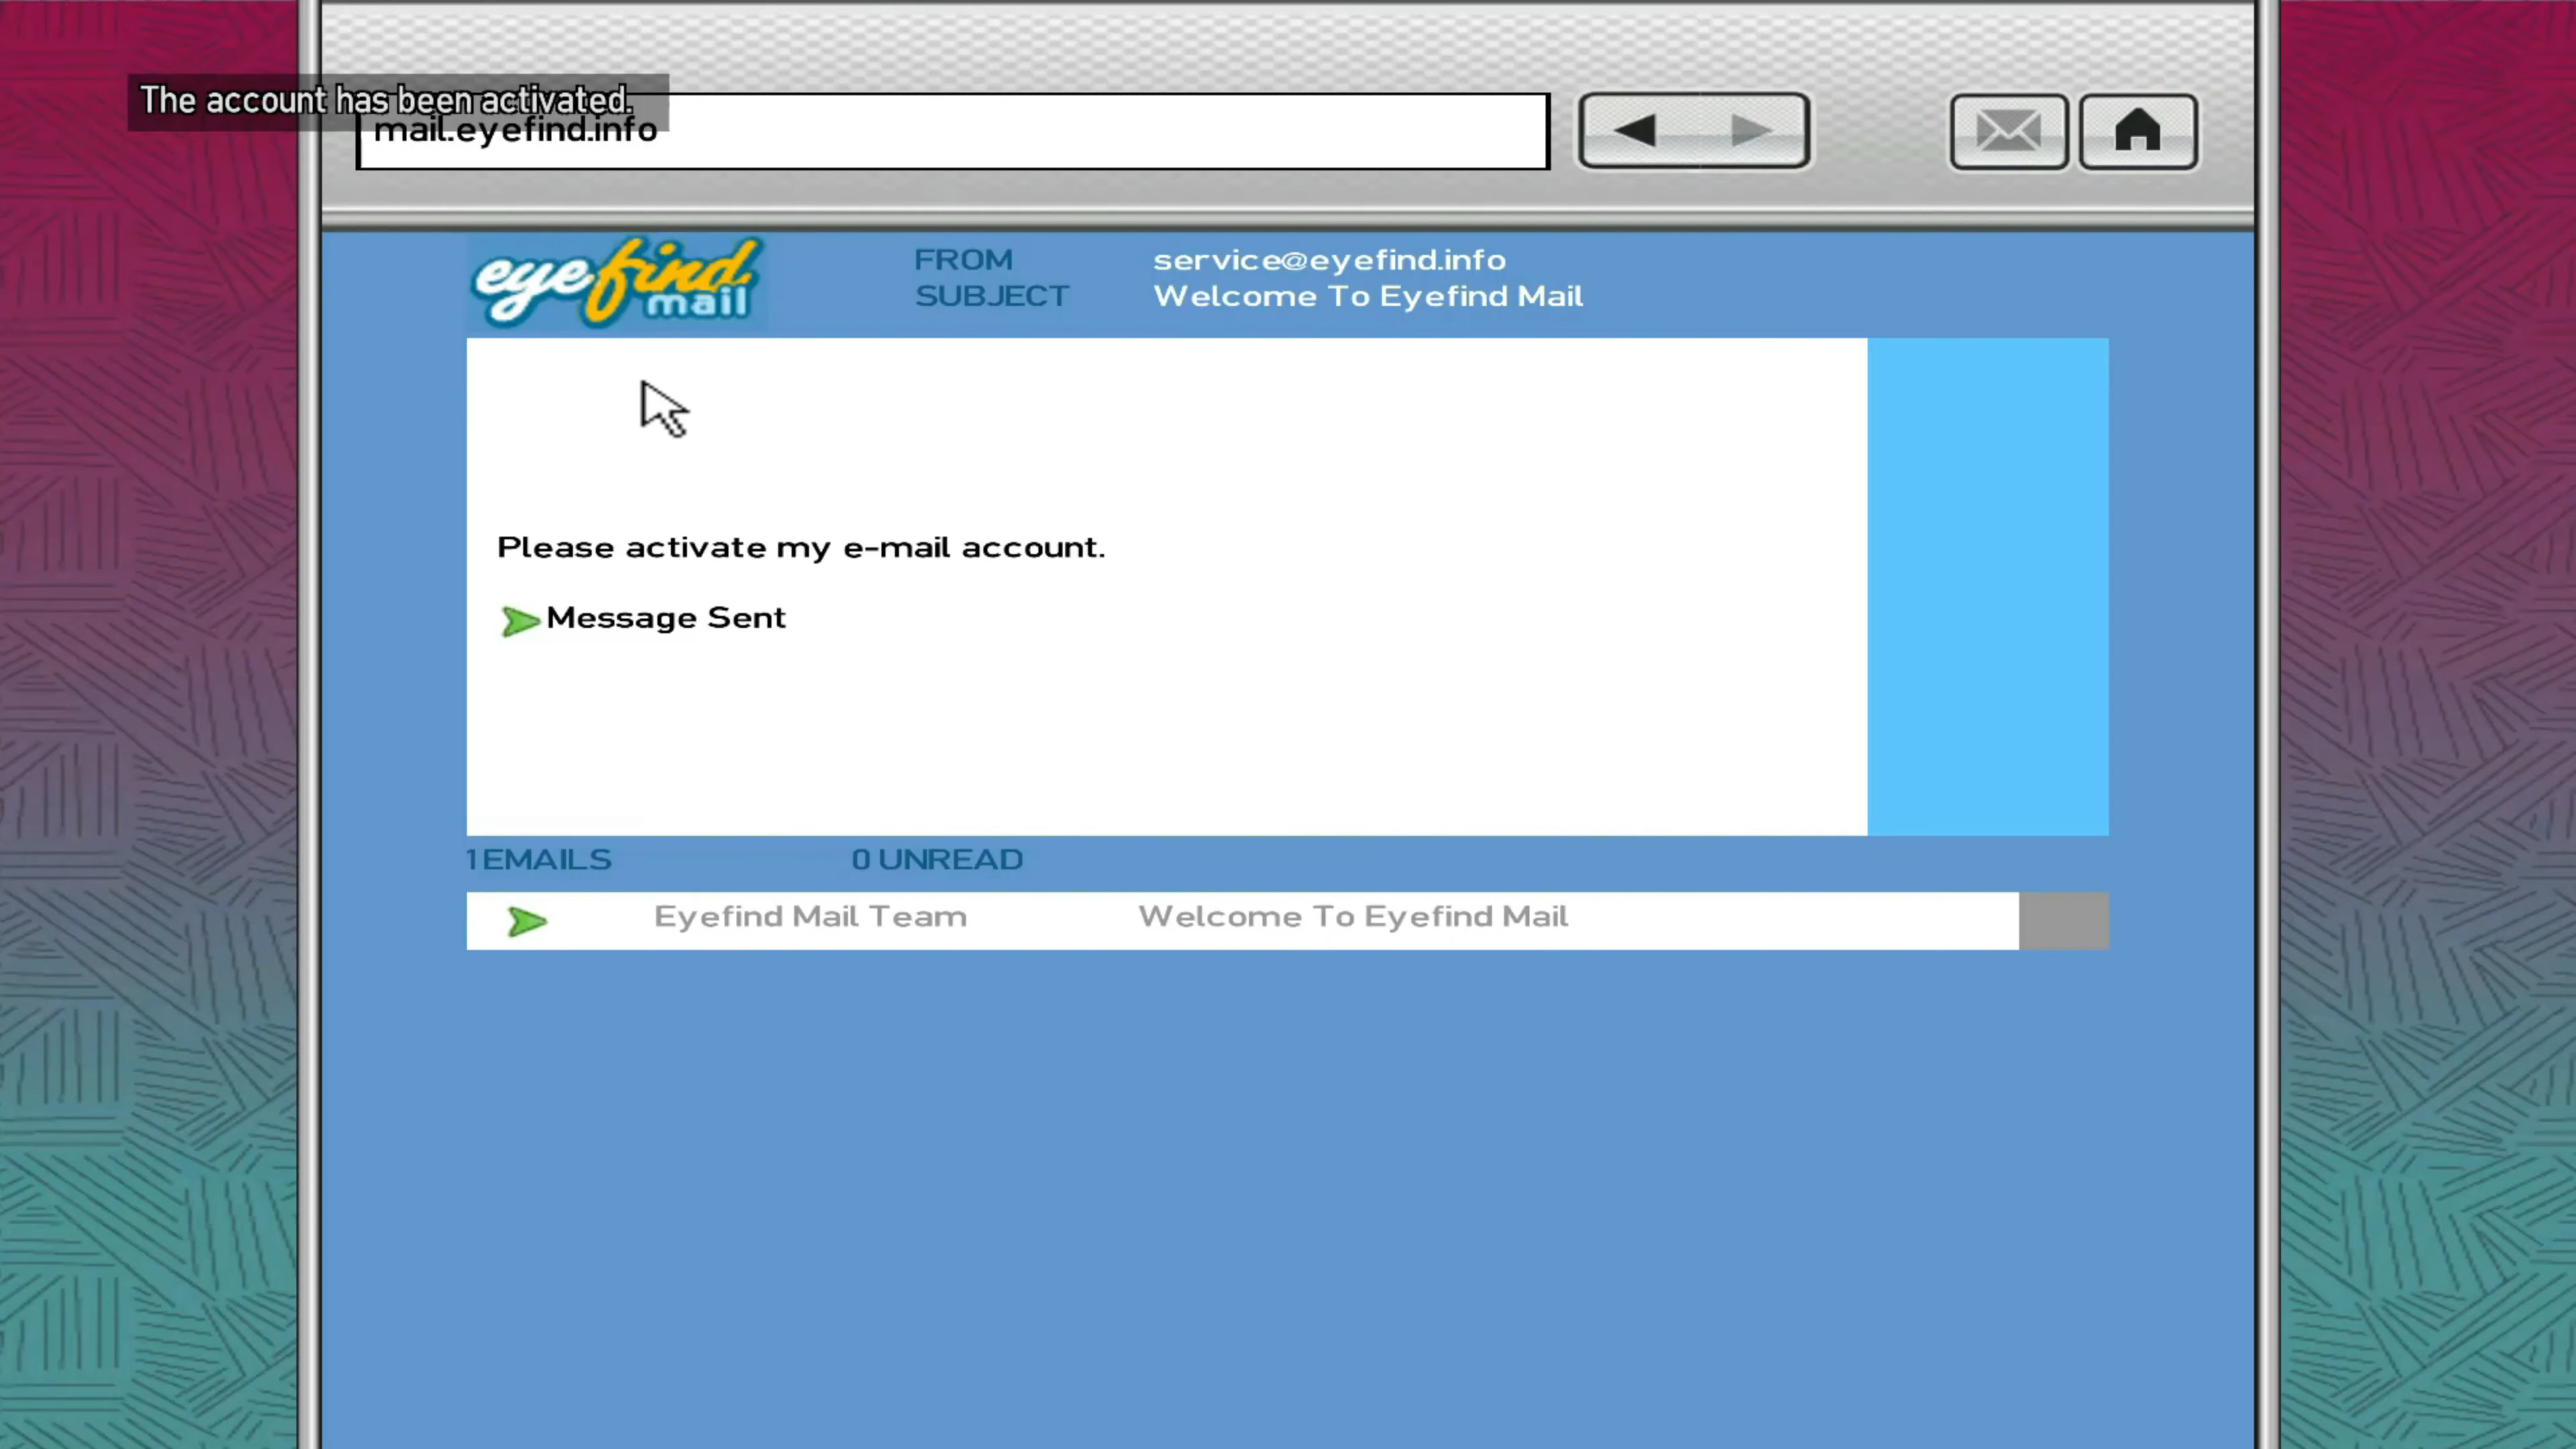 The account has been activated.
mail.eyefind.info
eyefind mail
FROM service@eyefind.info
SUBJECT Welcome To Eyefind Mail
Please activate my e-mail account.
Message Sent
1 EMAILS 0 UNREAD
Eyefind Mail Team Welcome To Eyefind Mail